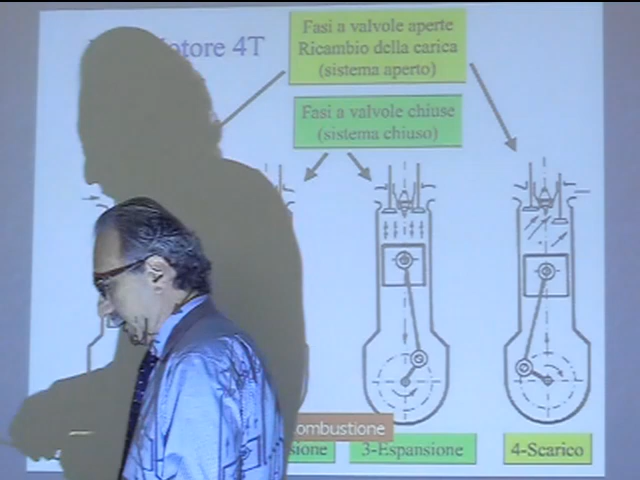 otore 4T
Fasi a valvole aperte
Ricambio della carica
(sistema aperto)
Fasi a valvole chiuse
(sistema chiuso)
ombustione
sione
3-Espansione
4-Scarico